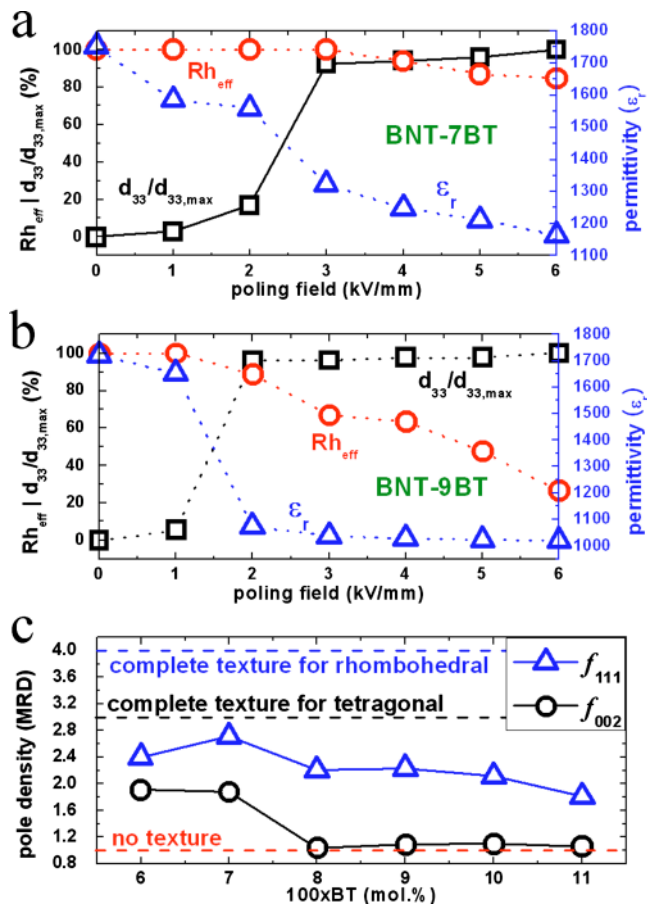 a
Rh_eff | d_33/d_33,max (%)
100
80
60
40
20
0
Rh_eff
BNT-7BT
d_33/d_33,max
ε_r
1800
1700
1600
1500
1400
1300
1200
1100
permittivity (ε_r)
0 1 2 3 4 5 6
poling field (kV/mm)
b
Rh_eff | d_33/d_33,max (%)
100
80
60
40
20
0
d_33/d_33,max
Rh_eff
BNT-9BT
ε_r
1800
1700
1600
1500
1400
1300
1200
1100
1000
permittivity (ε_r)
0 1 2 3 4 5 6
poling field (kV/mm)
c
pole density (MRD)
4.0
3.6
3.2
2.8
2.4
2.0
1.6
1.2
0.8
complete texture for rhombohedral
complete texture for tetragonal
no texture
f_111
f_002
6 7 8 9 10 11
100xBT (mol.%)